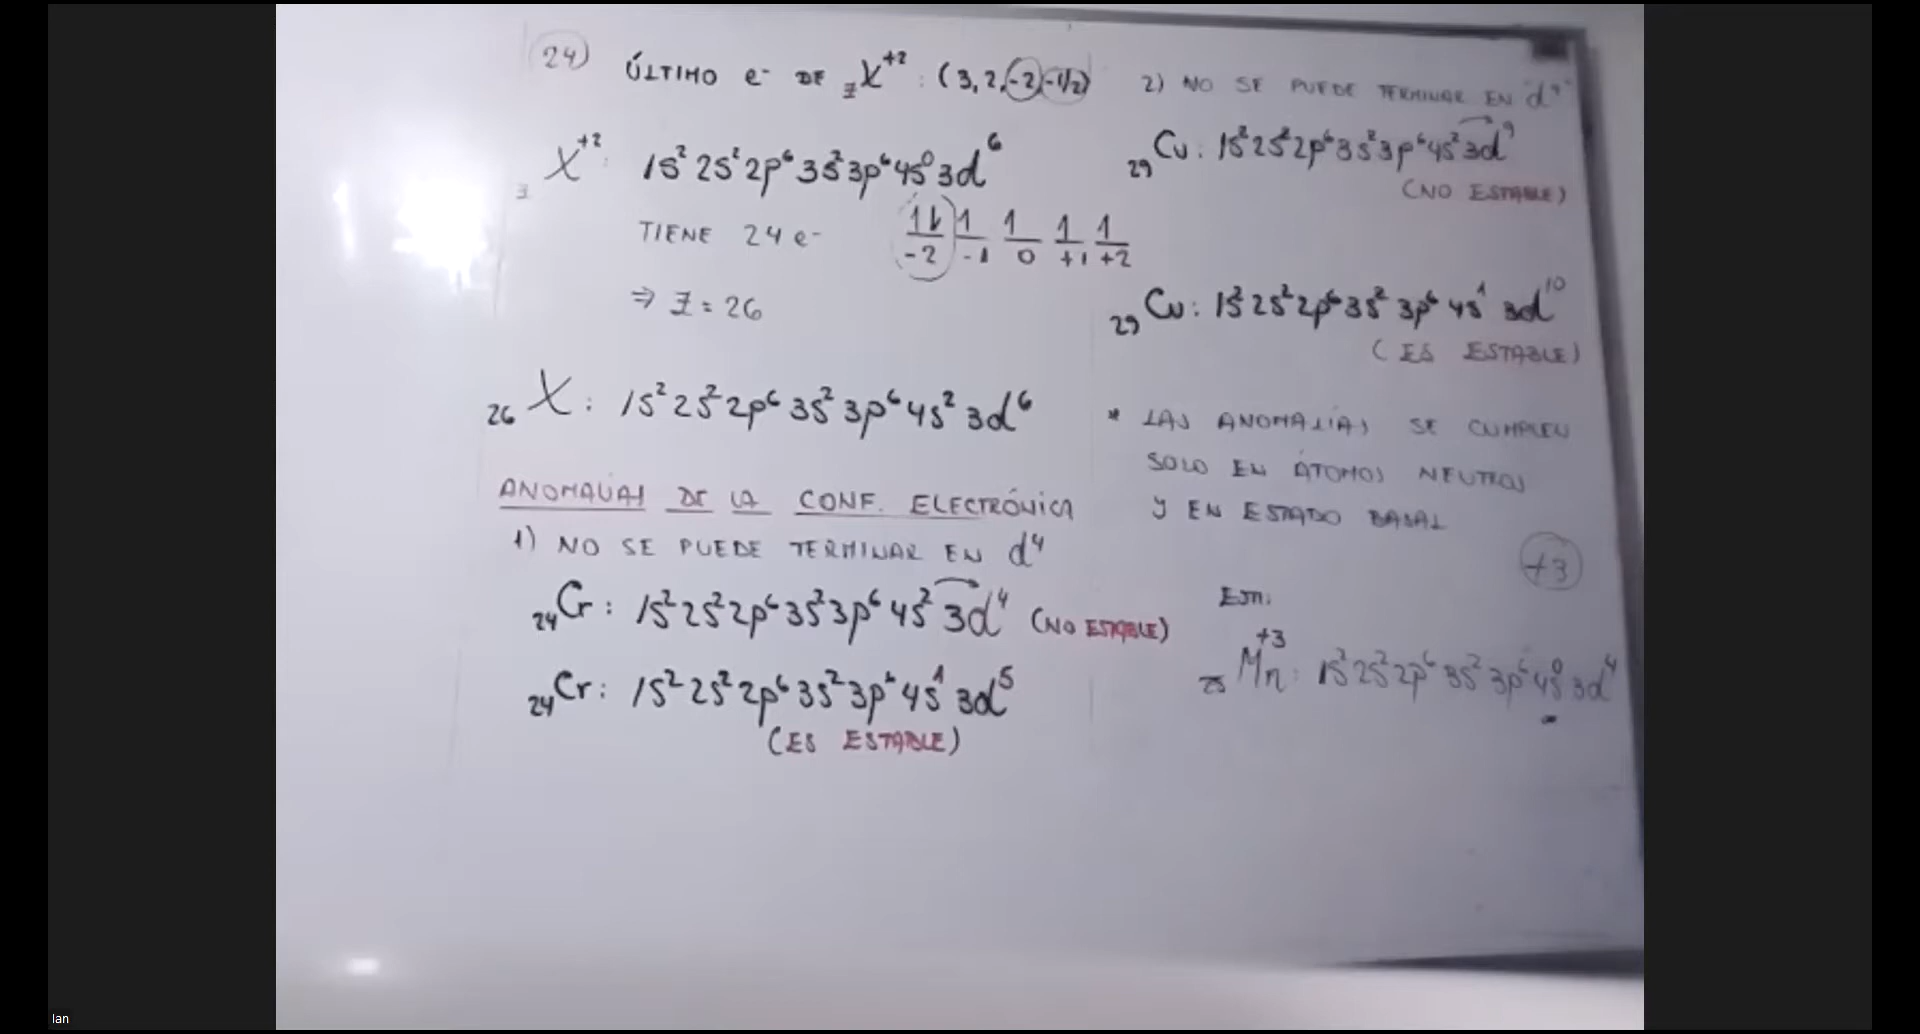 24) ÚLTIMO e⁻ DE zX⁺² : (3, 2, -2, -1/2)
zX⁺² : 1s² 2s² 2p⁶ 3s² 3p⁶ 4s⁰ 3d⁶
TIENE 24 e⁻
1↓ 1 1 1 1
-2 -1 0 +1 +2
⇒ Z = 26
₂₆X : 1s² 2s² 2p⁶ 3s² 3p⁶ 4s² 3d⁶
ANOMALÍAS DE LA CONF. ELECTRÓNICA
1) NO SE PUEDE TERMINAR EN d⁴
₂₄Cr : 1s² 2s² 2p⁶ 3s² 3p⁶ 4s² 3d⁴ (NO ESTABLE)
₂₄Cr : 1s² 2s² 2p⁶ 3s² 3p⁶ 4s¹ 3d⁵
(ES ESTABLE)
2) NO SE PUEDE TERMINAR EN "d⁹"
₂₉Cu : 1s² 2s² 2p⁶ 3s² 3p⁶ 4s² 3d⁹
(NO ESTABLE)
₂₉Cu : 1s² 2s² 2p⁶ 3s² 3p⁶ 4s¹ 3d¹⁰
(ES ESTABLE)
* LAS ANOMALÍAS SE CUMPLEN
SOLO EN ÁTOMOS NEUTROS
Y EN ESTADO BASAL
+3
EJM:
₂₅Mn⁺³ : 1s² 2s² 2p⁶ 3s² 3p⁶ 4s⁰ 3d⁴
Ian